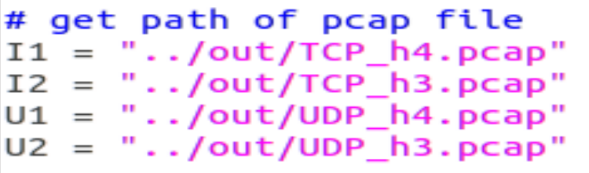 # get path of pcap file
I1 = "../out/TCP_h4.pcap"
I2 = "../out/TCP_h3.pcap"
U1 = "../out/UDP_h4.pcap"
U2 = "../out/UDP_h3.pcap"